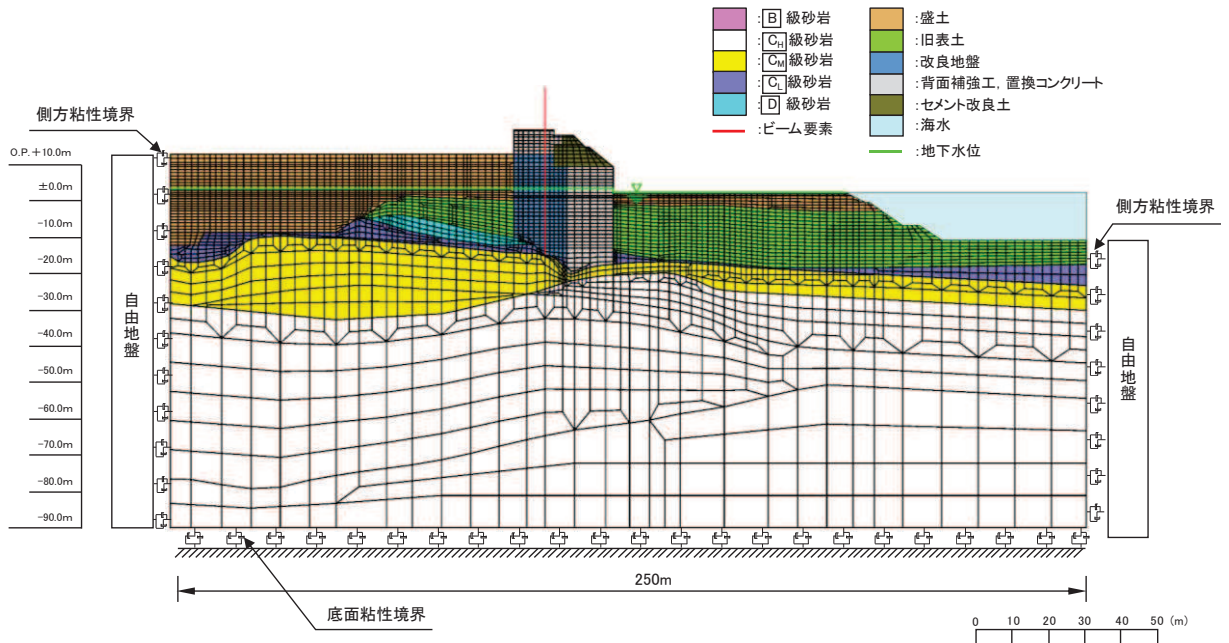 :B 級砂岩
:CH 級砂岩
:CM 級砂岩
:CL 級砂岩
:D 級砂岩
:ビーム要素
:盛土
:旧表土
:改良地盤
:背面補強工, 置換コンクリート
:セメント改良土
:海水
:地下水位
側方粘性境界
O.P.+10.0m
±0.0m
-10.0m
-20.0m
-30.0m
-40.0m
-50.0m
-60.0m
-70.0m
-80.0m
-90.0m
自由地盤
側方粘性境界
自由地盤
250m
底面粘性境界
0 10 20 30 40 50 (m)